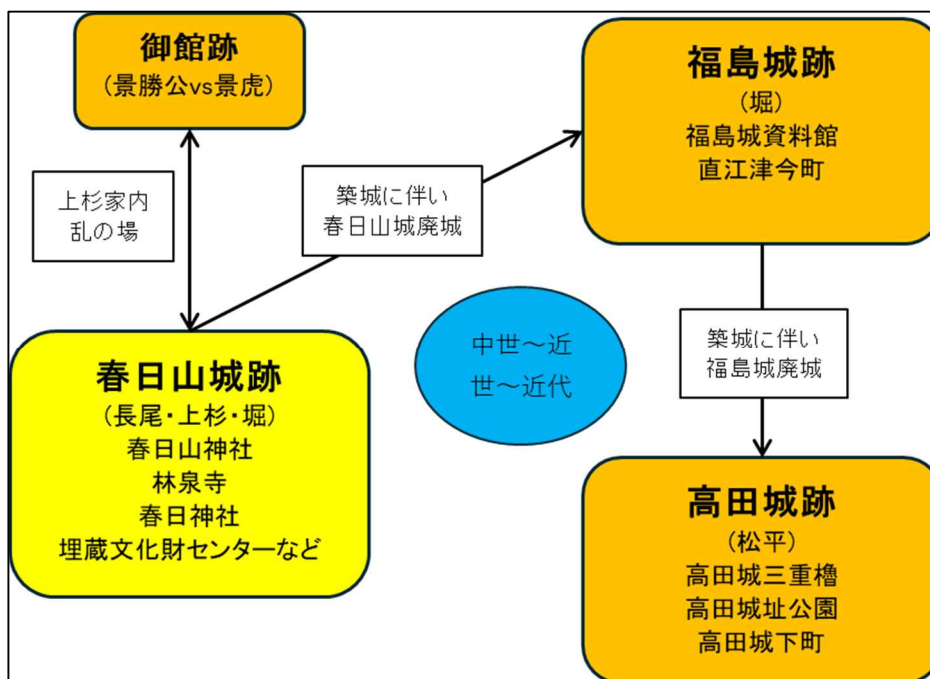 御館跡
(景勝公vs景虎)
福島城跡
(堀)
福島城資料館
直江津今町
上杉家内
乱の場
築城に伴い
春日山城廃城
中世～近
世～近代
築城に伴い
福島城廃城
春日山城跡
(長尾・上杉・堀)
春日山神社
林泉寺
春日神社
埋蔵文化財センターなど
高田城跡
(松平)
高田城三重櫓
高田城址公園
高田城下町